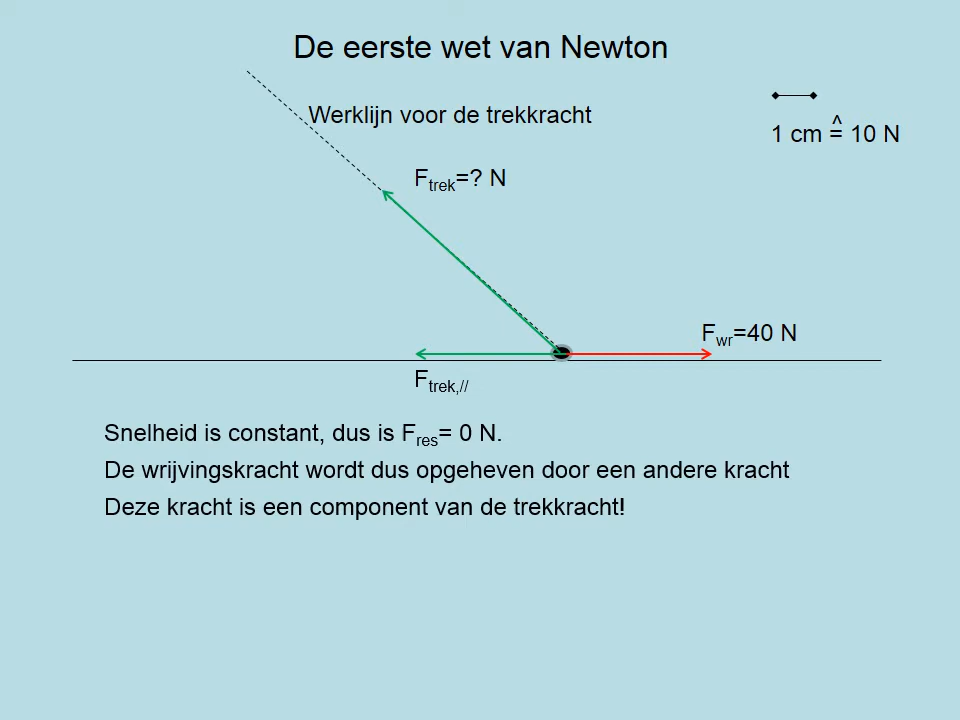 De eerste wet van Newton
Werklijn voor de trekkracht
1 cm ≙ 10 N
Ftrek=? N
Fwr=40 N
Ftrek,//
Snelheid is constant, dus is Fres= 0 N.
De wrijvingskracht wordt dus opgeheven door een andere kracht
Deze kracht is een component van de trekkracht!